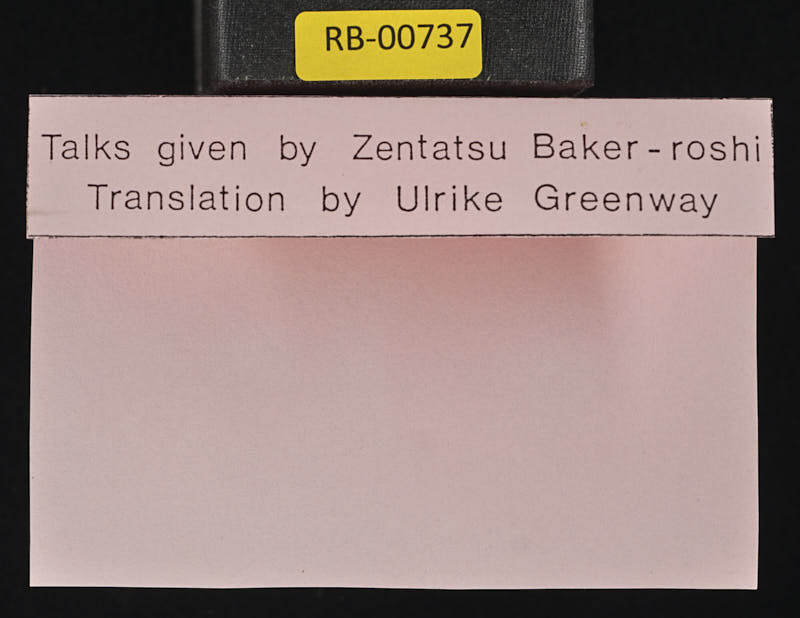 RB-00737
Talks given by Zentatsu Baker-roshi
Translation by Ulrike Greenway